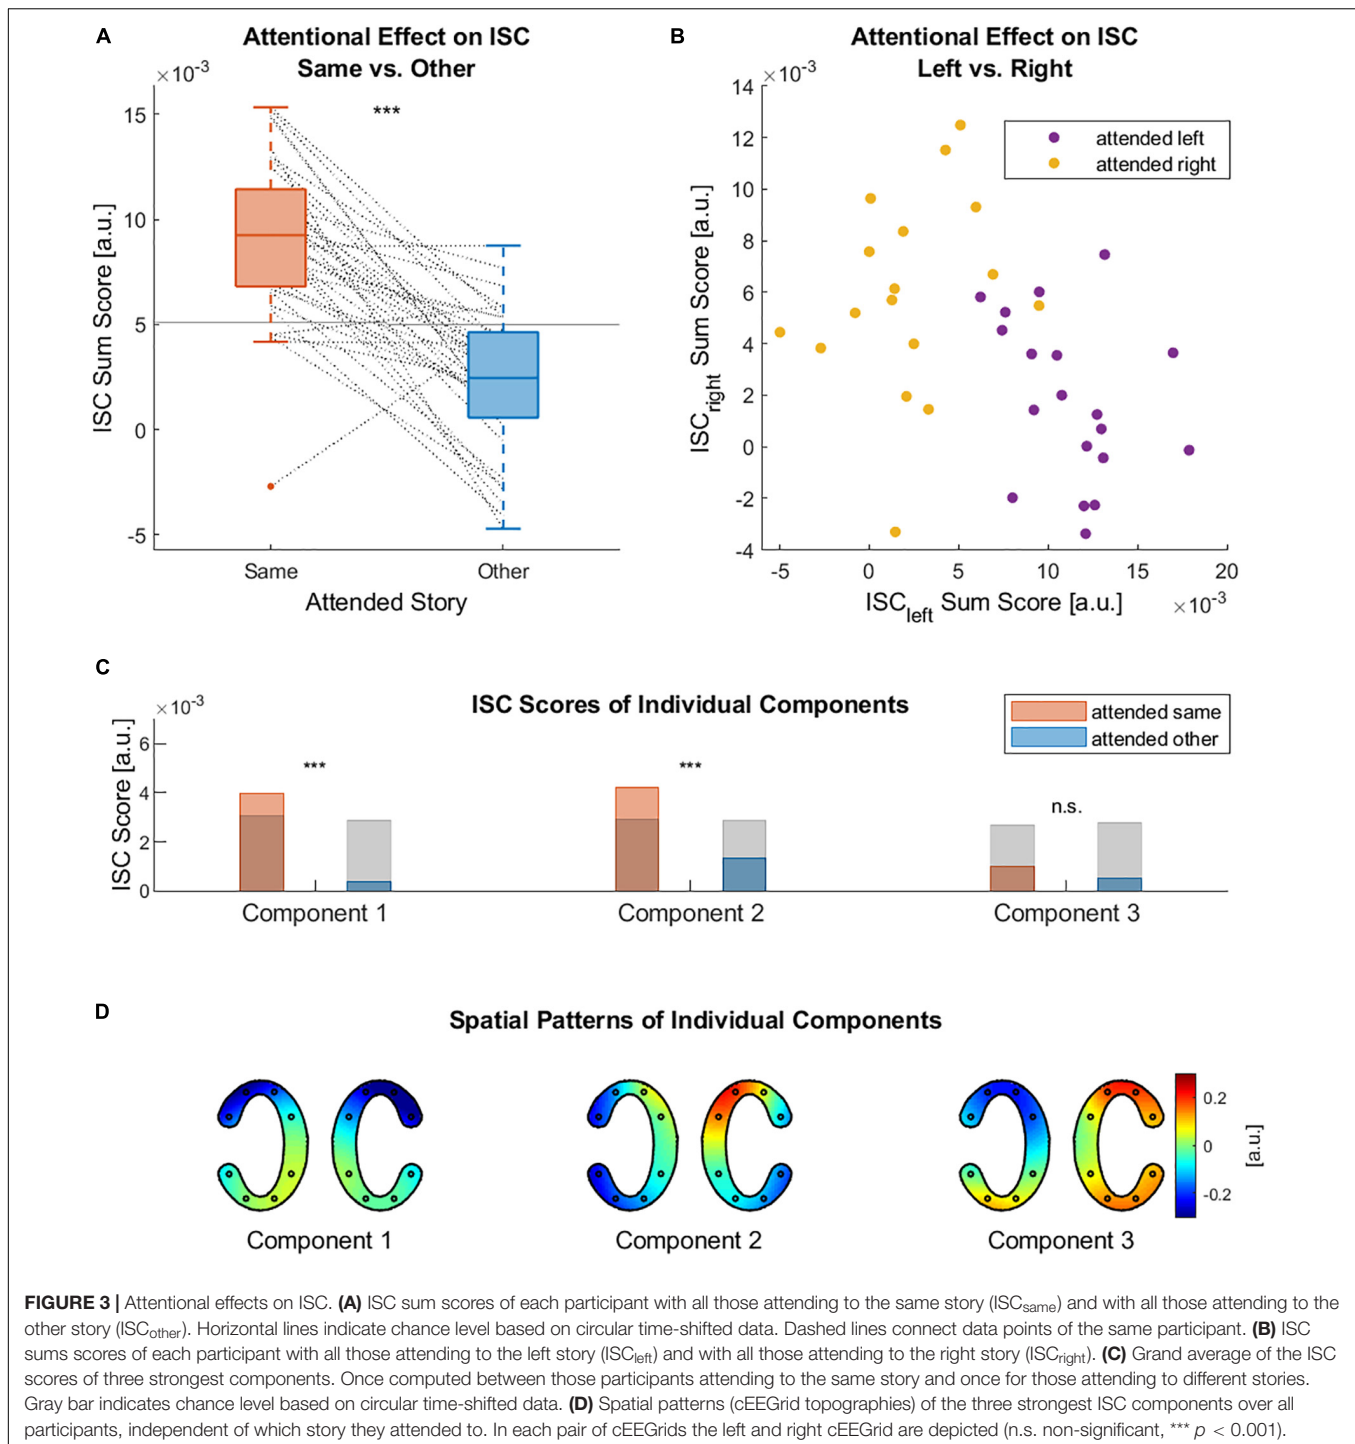 A
Attentional Effect on ISC
Same vs. Other
×10⁻³
***
15
10
5
0
-5
ISC Sum Score [a.u.]
Same
Other
Attended Story
B
Attentional Effect on ISC
Left vs. Right
×10⁻³
14
12
10
8
6
4
2
0
-2
-4
ISC_right Sum Score [a.u.]
attended left
attended right
-5
0
5
10
15
20
ISC_left Sum Score [a.u.]
×10⁻³
C
ISC Scores of Individual Components
×10⁻³
6
4
2
0
ISC Score [a.u.]
attended same
attended other
***
***
n.s.
Component 1
Component 2
Component 3
D
Spatial Patterns of Individual Components
0.2
0
-0.2
[a.u.]
Component 1
Component 2
Component 3
FIGURE 3 | Attentional effects on ISC. (A) ISC sum scores of each participant with all those attending to the same story (ISC_same) and with all those attending to the
other story (ISC_other). Horizontal lines indicate chance level based on circular time-shifted data. Dashed lines connect data points of the same participant. (B) ISC
sums scores of each participant with all those attending to the left story (ISC_left) and with all those attending to the right story (ISC_right). (C) Grand average of the ISC
scores of three strongest components. Once computed between those participants attending to the same story and once for those attending to different stories.
Gray bar indicates chance level based on circular time-shifted data. (D) Spatial patterns (cEEGrid topographies) of the three strongest ISC components over all
participants, independent of which story they attended to. In each pair of cEEGrids the left and right cEEGrid are depicted (n.s. non-significant, *** p < 0.001).